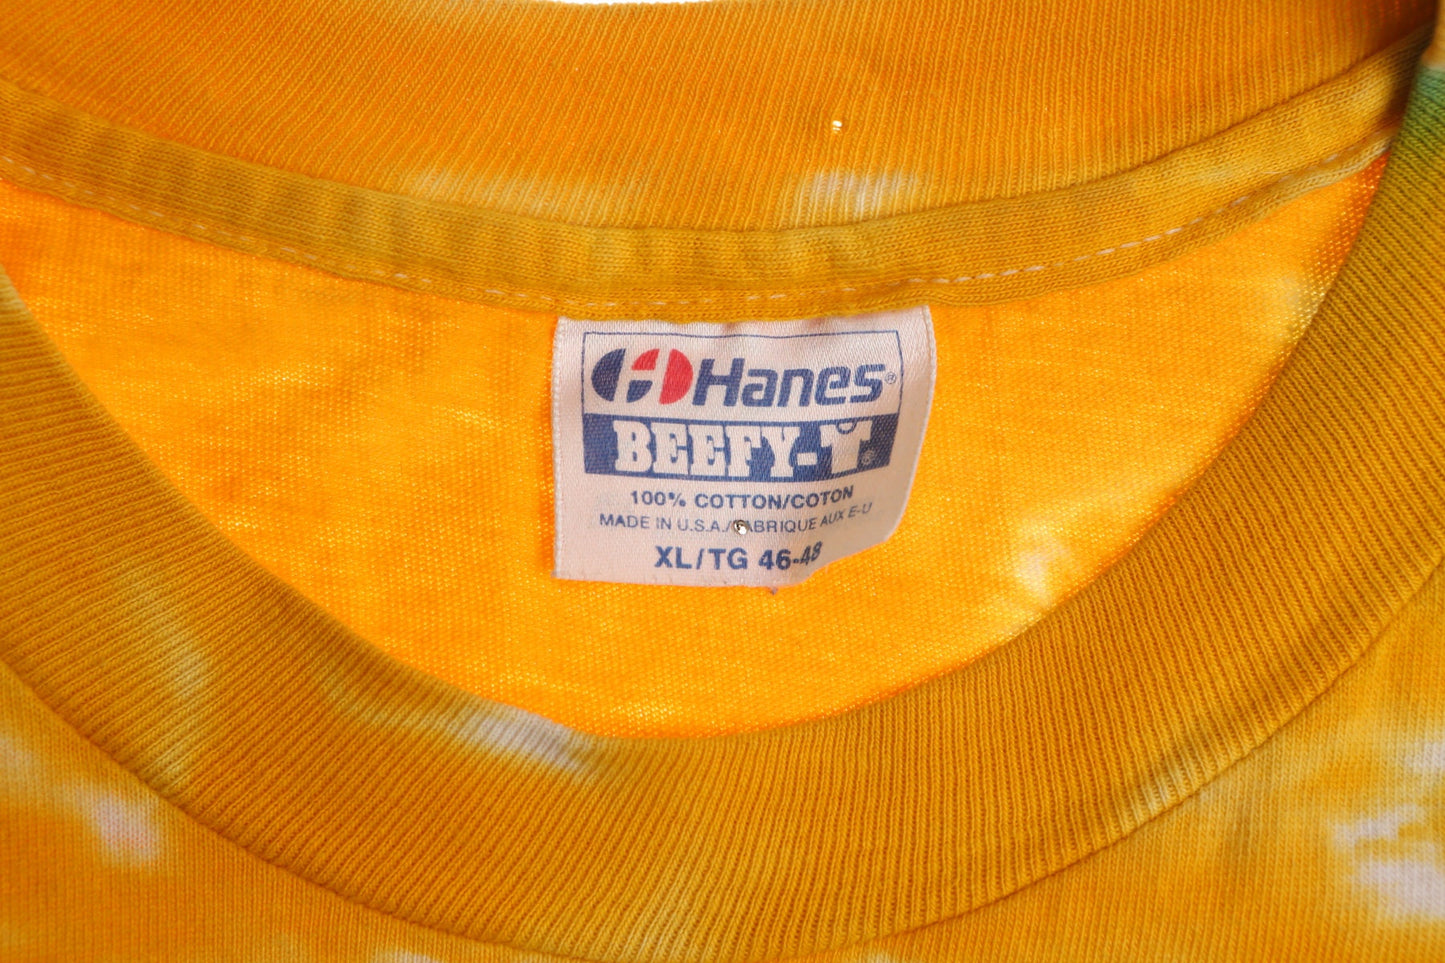 Hanes®
BEEFY-T®
100% COTTON/COTON
MADE IN U.S.A./FABRIQUE AUX E-U
XL/TG 46-48